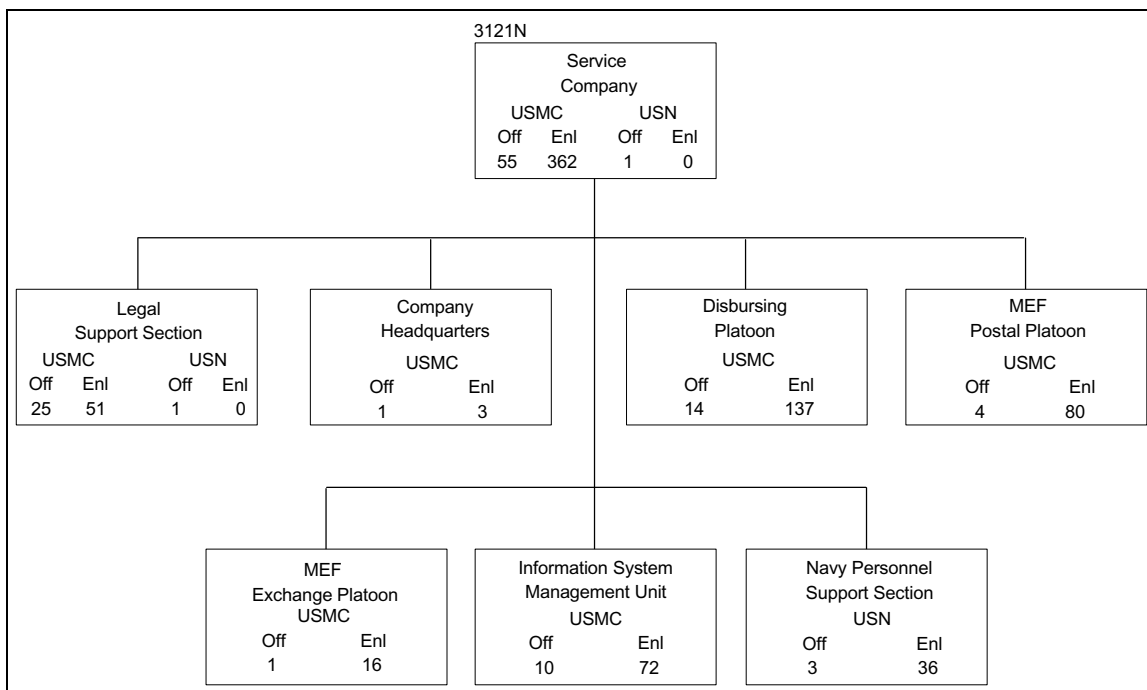 3121N
Service
Company
USMC USN
Off Enl Off Enl
55 362 1 0
Legal
Support Section
USMC USN
Off Enl Off Enl
25 51 1 0
Company
Headquarters
USMC
Off Enl
1 3
Disbursing
Platoon
USMC
Off Enl
14 137
MEF
Postal Platoon
USMC
Off Enl
4 80
MEF
Exchange Platoon
USMC
Off Enl
1 16
Information System
Management Unit
USMC
Off Enl
10 72
Navy Personnel
Support Section
USN
Off Enl
3 36